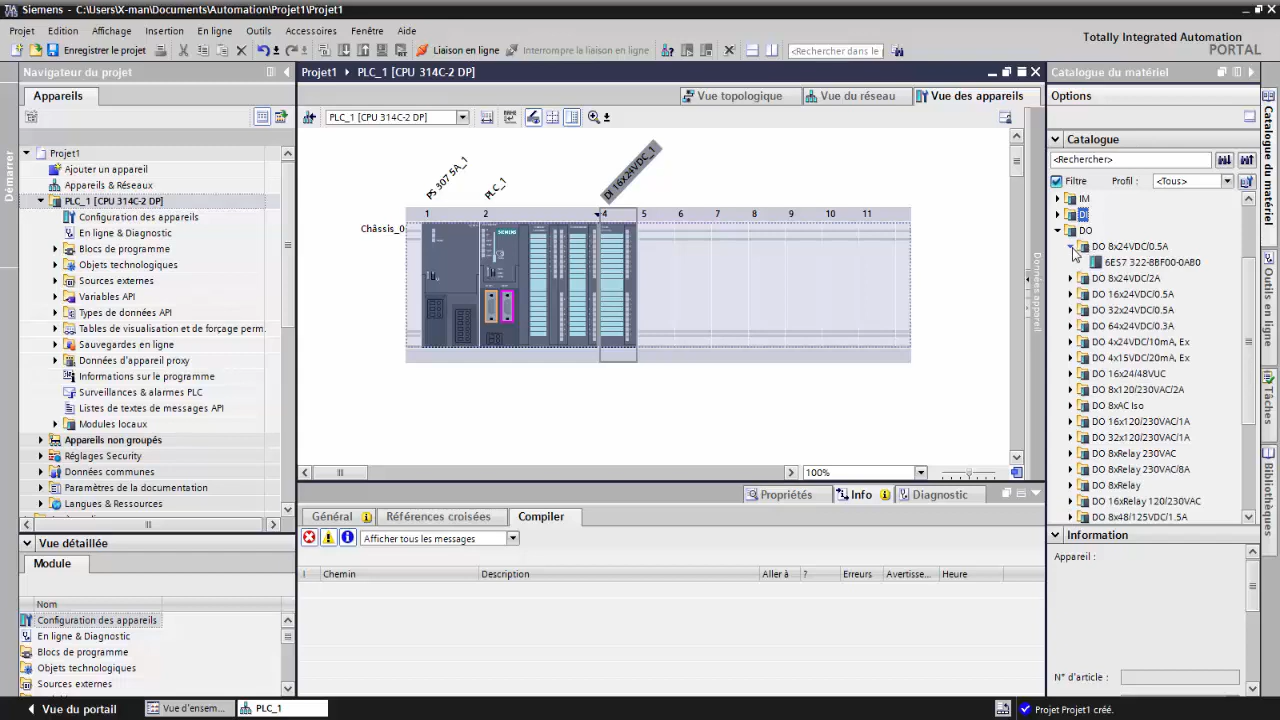 Siemens - C:\Users\X-man\Documents\Automation\Projet1\Projet1
Projet Edition Affichage Insertion En ligne Outils Accessoires Fenêtre Aide
Totally Integrated Automation
PORTAL
Enregistrer le projet
Liaison en ligne
Interrompre la liaison en ligne
<Rechercher dans le
Navigateur du projet
Projet1 PLC_1 [CPU 314C-2 DP]
Catalogue du matériel
Appareils
Vue topologique
Vue du réseau
Vue des appareils
Options
PLC_1 [CPU 314C-2 DP]
Démarrer
Projet1
Ajouter un appareil
Appareils & Réseaux
PLC_1 [CPU 314C-2 DP]
Configuration des appareils
En ligne & Diagnostic
Blocs de programme
Objets technologiques
Sources externes
Variables API
Types de données API
Tables de visualisation et de forçage perm.
Sauvegardes en ligne
Données d'appareil proxy
Informations sur le programme
Surveillances & alarmes PLC
Listes de textes de messages API
Modules locaux
Appareils non groupés
Réglages Security
Données communes
Paramètres de la documentation
Langues & Ressources
PS 307 5A_1
PLC_1
DI 16x24VDC_1
1 2 4 5 6 7 8 9 10 11
Châssis_0
SIEMENS
100%
Données appareil
Catalogue
<Rechercher>
Filtre Profil : <Tous>
IM
DI
DO
DO 8x24VDC/0.5A
6ES7 322-8BF00-0AB0
DO 8x24VDC/2A
DO 16x24VDC/0.5A
DO 32x24VDC/0.5A
DO 64x24VDC/0.3A
DO 4x24VDC/10mA, Ex
DO 4x15VDC/20mA, Ex
DO 16x24/48VUC
DO 8x120/230VAC/2A
DO 8xAC Iso
DO 16x120/230VAC/1A
DO 32x120/230VAC/1A
DO 8xRelay 230VAC
DO 8xRelay 230VAC/8A
DO 8xRelay
DO 16xRelay 120/230VAC
DO 8x48/125VDC/1.5A
Catalogue du matériel
Outils en ligne
Tâches
Bibliothèques
Information
Appareil :
N° d'article :
Propriétés
Info
Diagnostic
Général
Références croisées
Compiler
Afficher tous les messages
! Chemin Description Aller à ? Erreurs Avertisse... Heure
Vue détaillée
Module
Nom
Configuration des appareils
En ligne & Diagnostic
Blocs de programme
Objets technologiques
Sources externes
Vue du portail
Vue d'ensem...
PLC_1
Projet Projet1 créé.